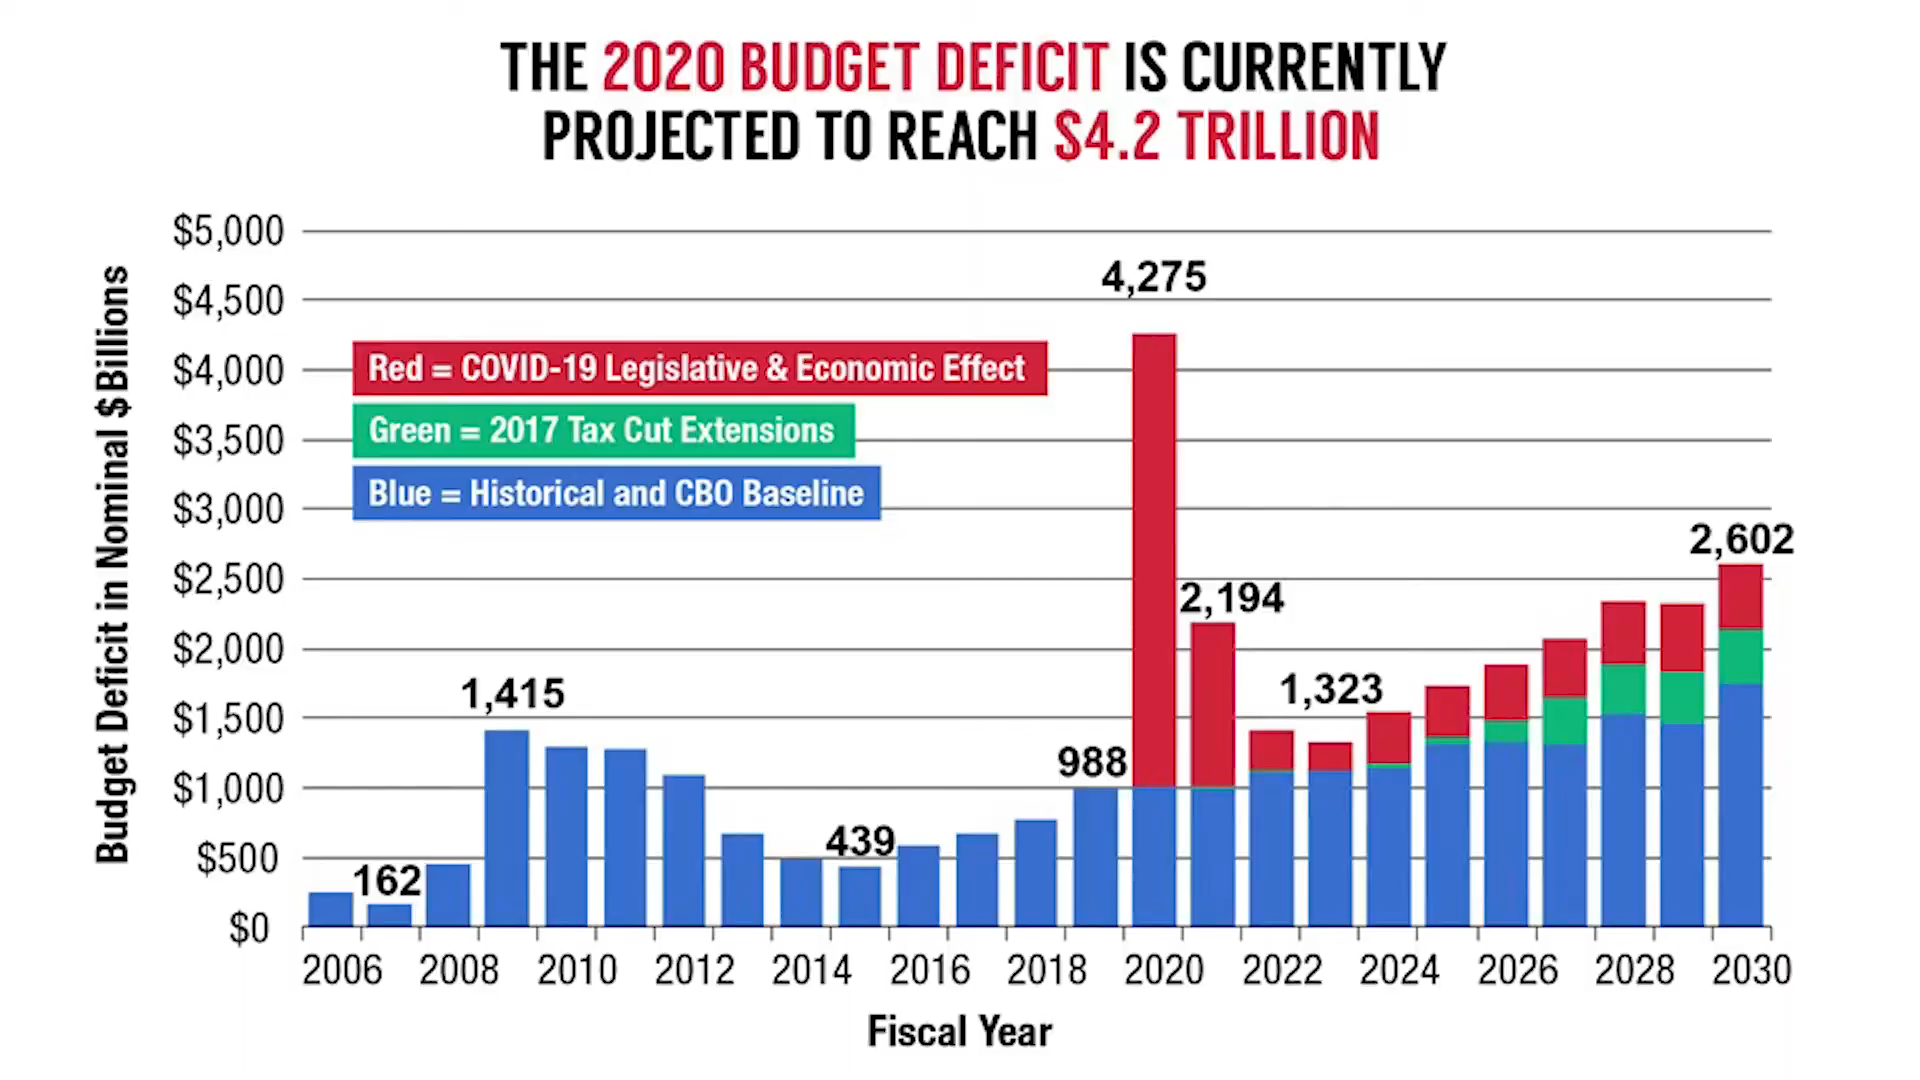 THE 2020 BUDGET DEFICIT IS CURRENTLY
PROJECTED TO REACH $4.2 TRILLION
Budget Deficit in Nominal $Billions
$5,000
$4,500
$4,000
$3,500
$3,000
$2,500
$2,000
$1,500
$1,000
$500
$0
Red = COVID-19 Legislative & Economic Effect
Green = 2017 Tax Cut Extensions
Blue = Historical and CBO Baseline
162
1,415
439
988
4,275
2,194
1,323
2,602
2006 2008 2010 2012 2014 2016 2018 2020 2022 2024 2026 2028 2030
Fiscal Year